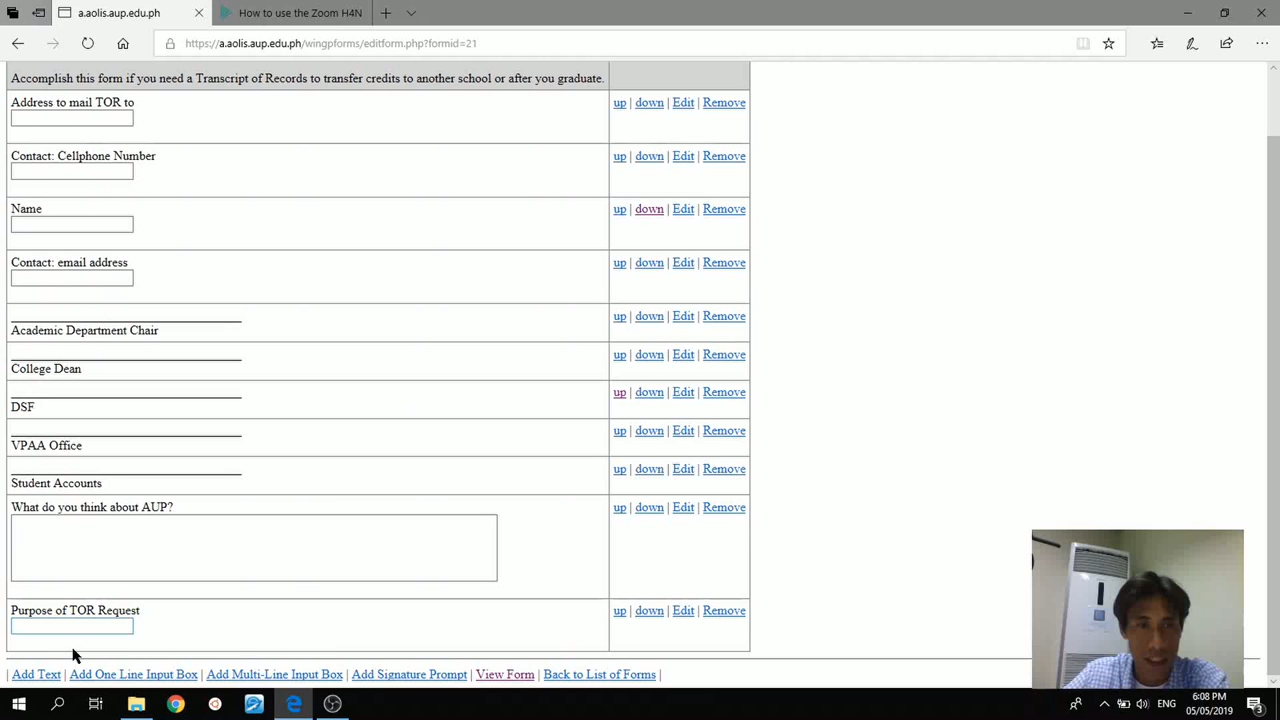 a.aolis.aup.edu.ph
How to use the Zoom H4N
https://a.aolis.aup.edu.ph/wingpforms/editform.php?formid=21
Accomplish this form if you need a Transcript of Records to transfer credits to another school or after you graduate.
Address to mail TOR to
up | down | Edit | Remove
Contact: Cellphone Number
up | down | Edit | Remove
Name
up | down | Edit | Remove
Contact: email address
up | down | Edit | Remove
Academic Department Chair
up | down | Edit | Remove
College Dean
up | down | Edit | Remove
DSF
up | down | Edit | Remove
VPAA Office
up | down | Edit | Remove
Student Accounts
up | down | Edit | Remove
What do you think about AUP?
up | down | Edit | Remove
Purpose of TOR Request
up | down | Edit | Remove
| Add Text | Add One Line Input Box | Add Multi-Line Input Box | Add Signature Prompt | View Form | Back to List of Forms |
ENG
6:08 PM
05/05/2019
3